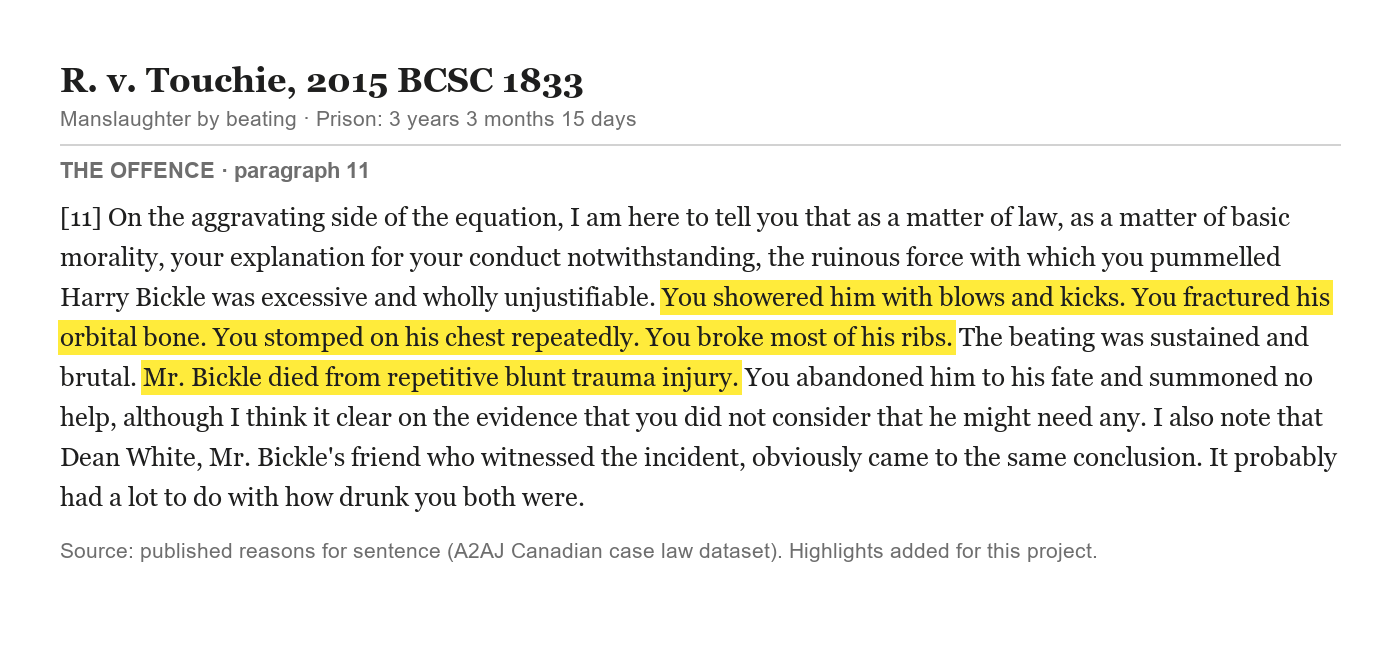 R. v. Touchie, 2015 BCSC 1833
Manslaughter by beating · Prison: 3 years 3 months 15 days
THE OFFENCE · paragraph 11
[11] On the aggravating side of the equation, I am here to tell you that as a matter of law, as a matter of basic
morality, your explanation for your conduct notwithstanding, the ruinous force with which you pummelled
Harry Bickle was excessive and wholly unjustifiable. You showered him with blows and kicks. You fractured his
orbital bone. You stomped on his chest repeatedly. You broke most of his ribs. The beating was sustained and
brutal. Mr. Bickle died from repetitive blunt trauma injury. You abandoned him to his fate and summoned no
help, although I think it clear on the evidence that you did not consider that he might need any. I also note that
Dean White, Mr. Bickle's friend who witnessed the incident, obviously came to the same conclusion. It probably
had a lot to do with how drunk you both were.
Source: published reasons for sentence (A2AJ Canadian case law dataset). Highlights added for this project.